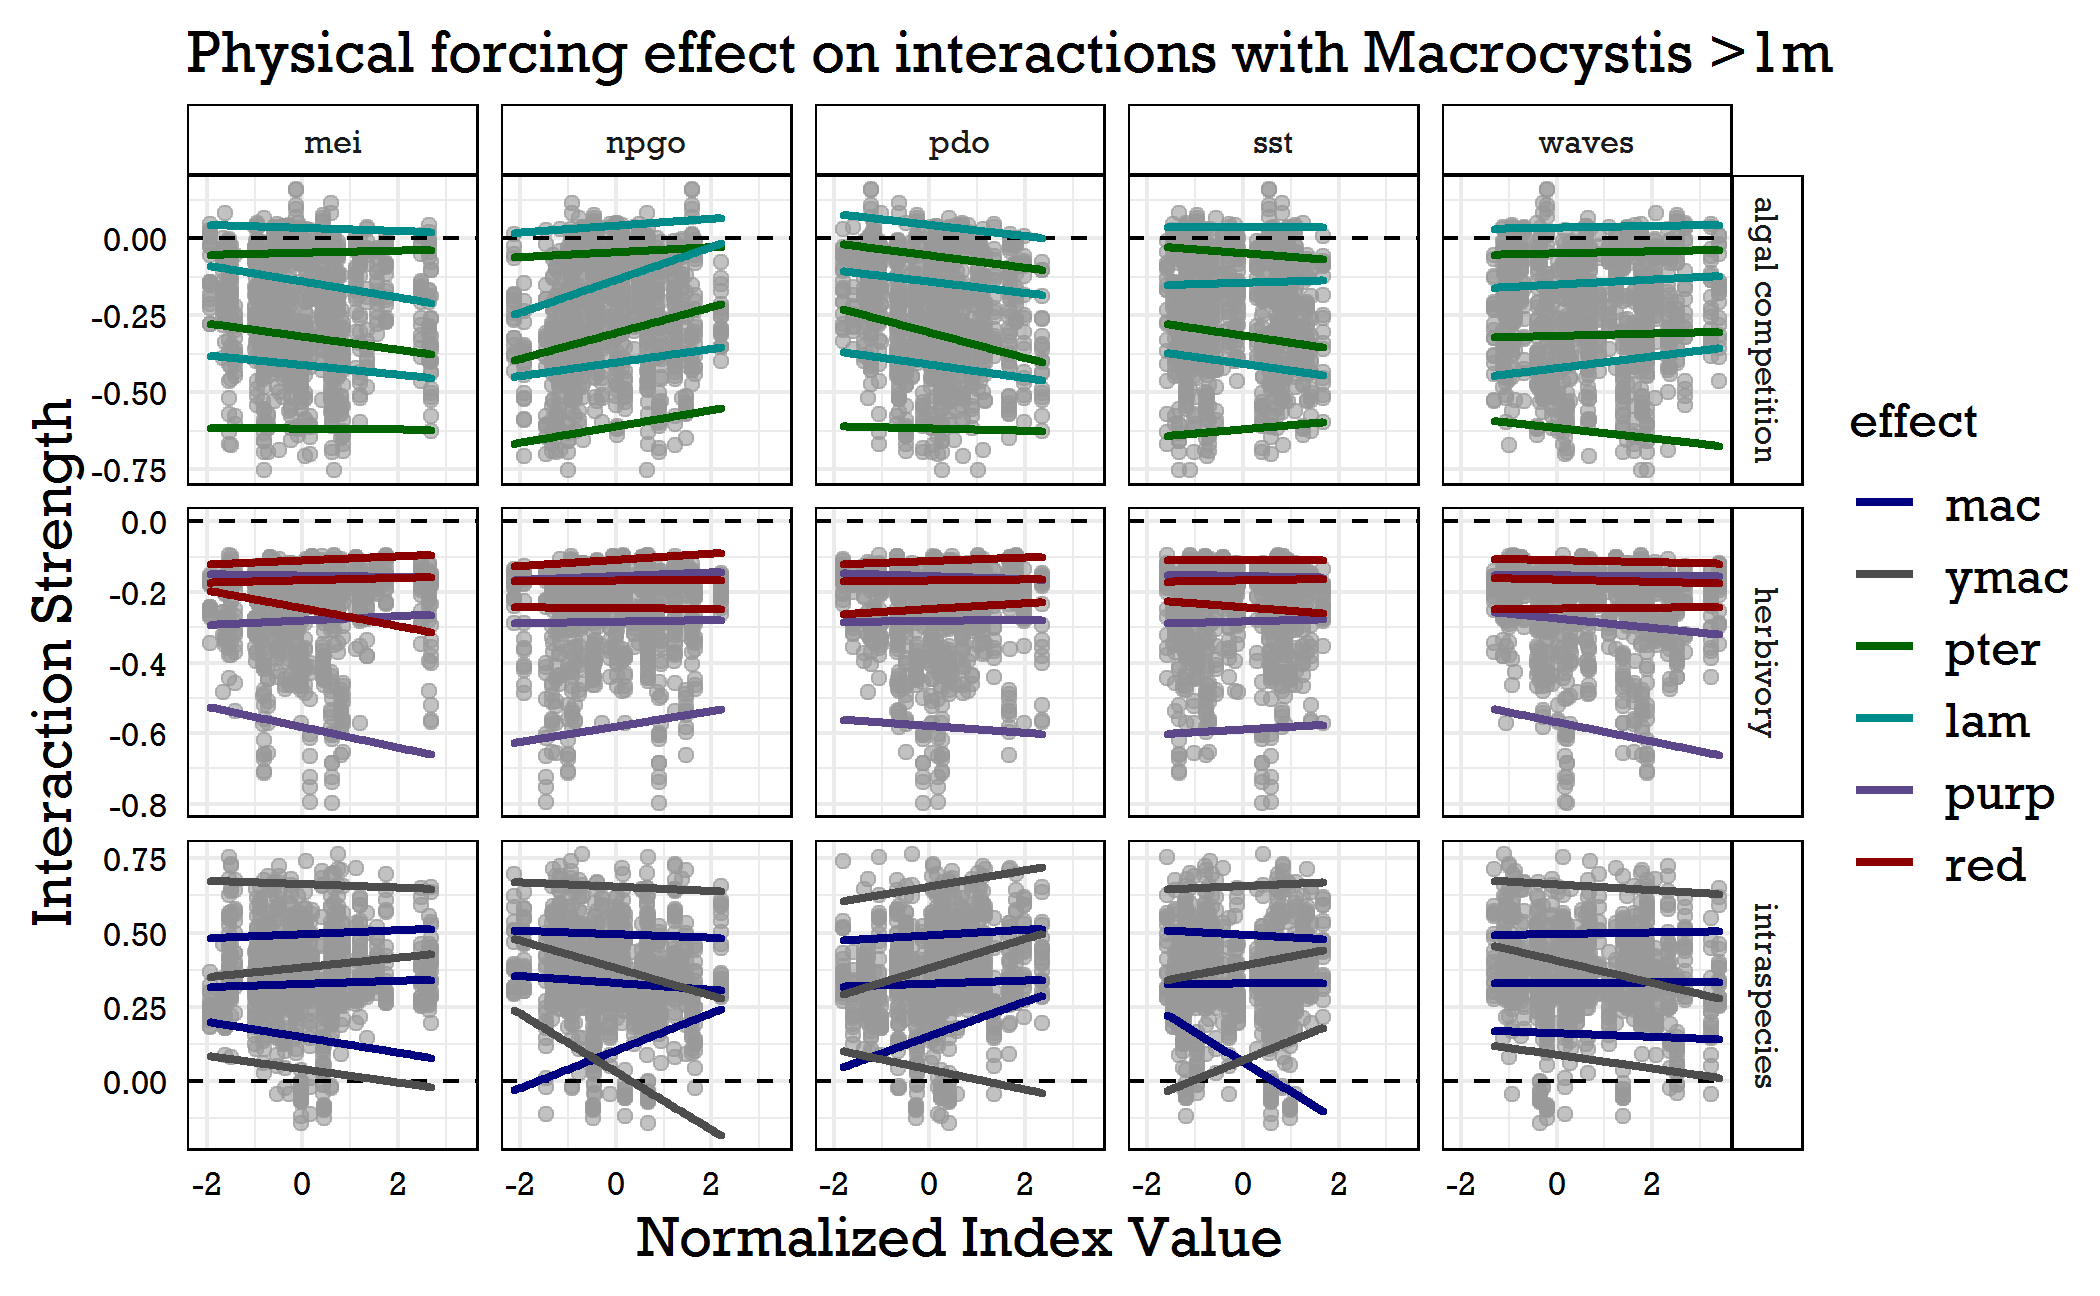 Physical forcing effect on interactions with Macrocystis >1m
mei
npgo
pdo
sst
waves
Interaction Strength
0.00
-0.25
-0.50
-0.75
algal competition
0.0
-0.2
-0.4
-0.6
-0.8
herbivory
0.75
0.50
0.25
0.00
intraspecies
-2 0 2
-2 0 2
-2 0 2
-2 0 2
-2 0 2
Normalized Index Value
effect
mac
ymac
pter
lam
purp
red